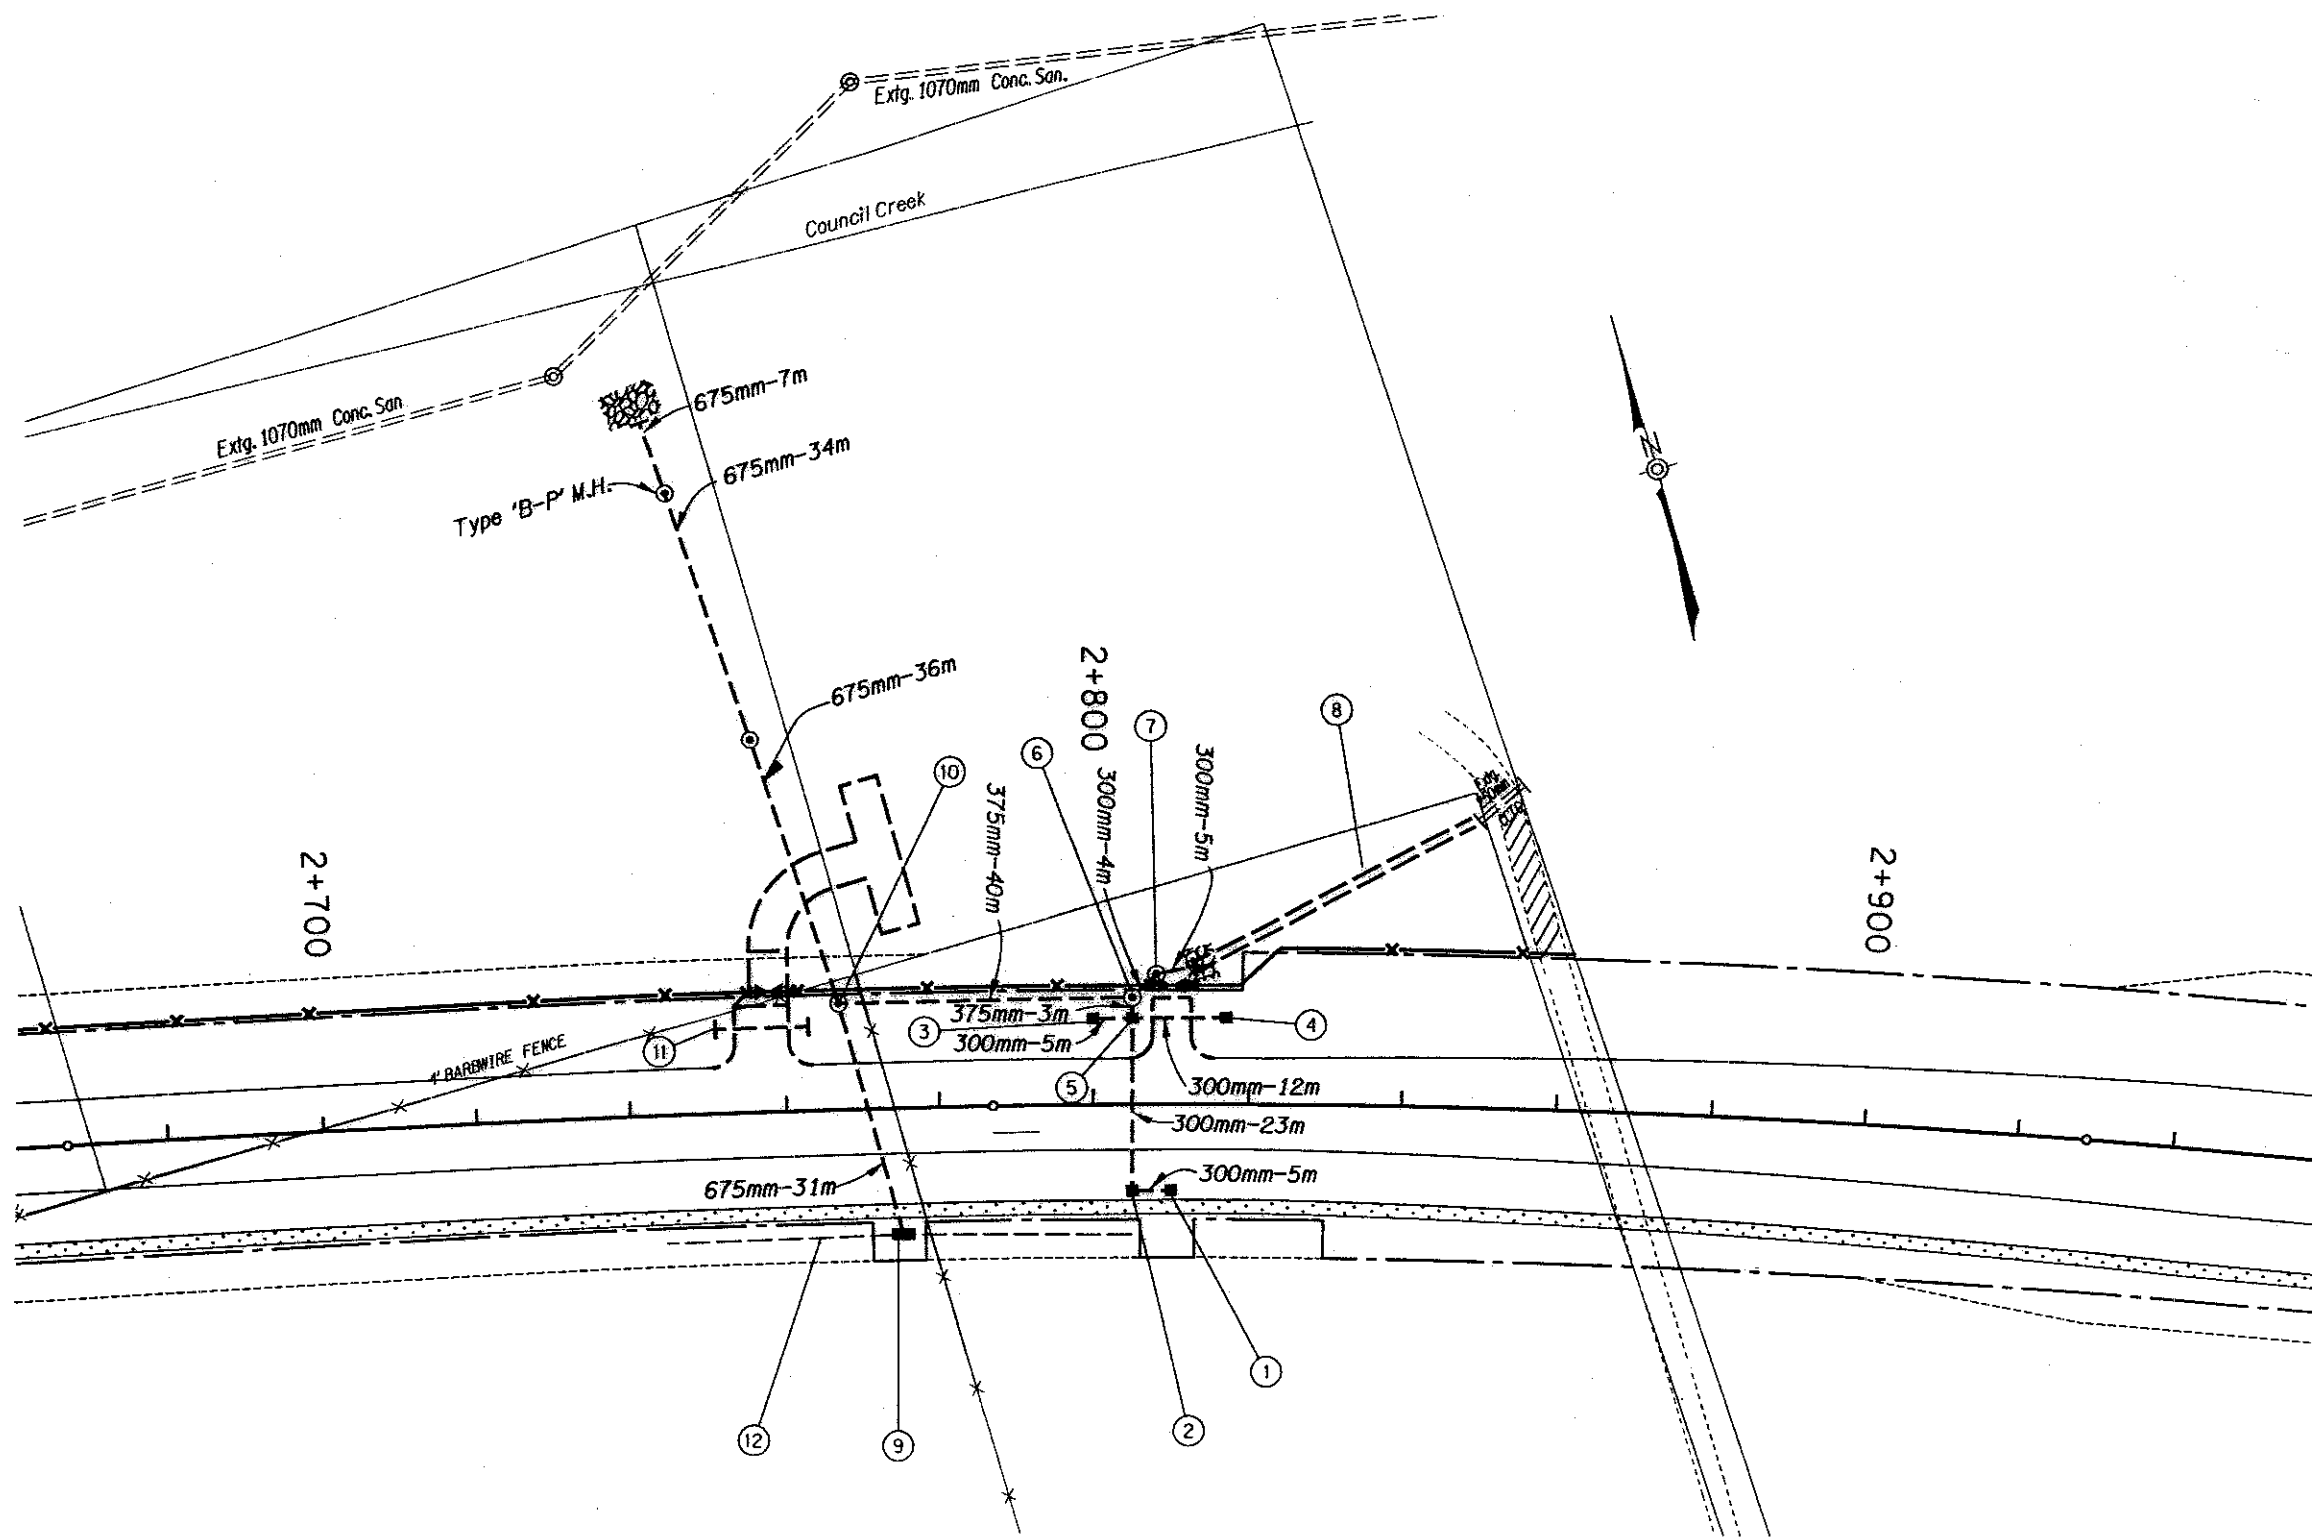 Extg. 1070mm Conc. San.
Council Creek
675mm-7m
Extg. 1070mm Conc. San
675mm-34m
Type 'B-P' M.H.
N
675mm-36m
2+800
8
7
6
10
300mm-5m
300mm-4m
375mm-40m
Extg.
2+700
2+900
375mm-3m
3
4
300mm-5m
11
4' BARBWIRE FENCE
5
300mm-12m
300mm-23m
300mm-5m
675mm-31m
1
2
12
9